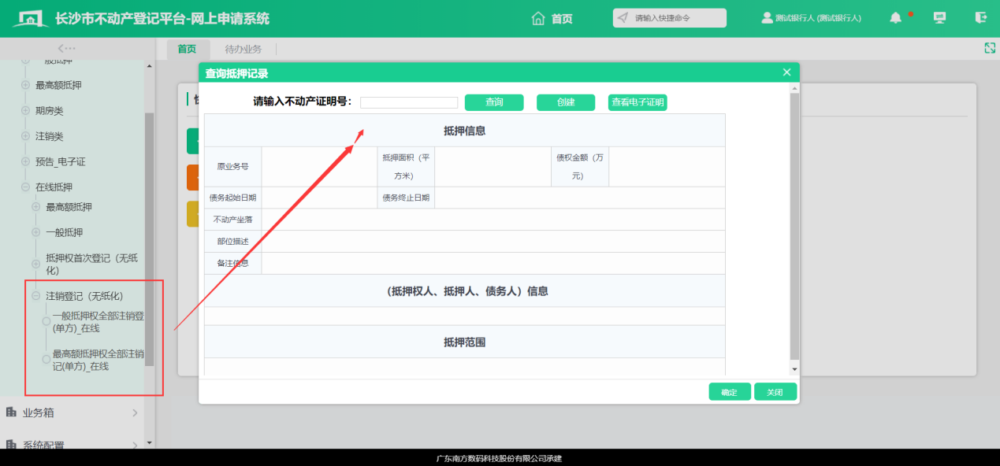 长沙市不动产登记平台-网上申请系统
首页
请输入快捷命令
测试银行人 (测试银行人)
首页
待办业务
一般抵押
最高额抵押
期房类
注销类
预告_电子证
在线抵押
最高额抵押
一般抵押
抵押权首次登记（无纸
化）
注销登记（无纸化）
一般抵押权全部注销登
(单方)_在线
最高额抵押权全部注销
记(单方)_在线
业务箱
系统配置
查询抵押记录
请输入不动产证明号：
查询
创建
查看电子证明
抵押信息
原业务号
抵押面积（平
方米）
债权金额（万
元）
债务起始日期
债务终止日期
不动产坐落
部位描述
备注信息
（抵押权人、抵押人、债务人）信息
抵押范围
确定
关闭
广东南方数码科技股份有限公司承建